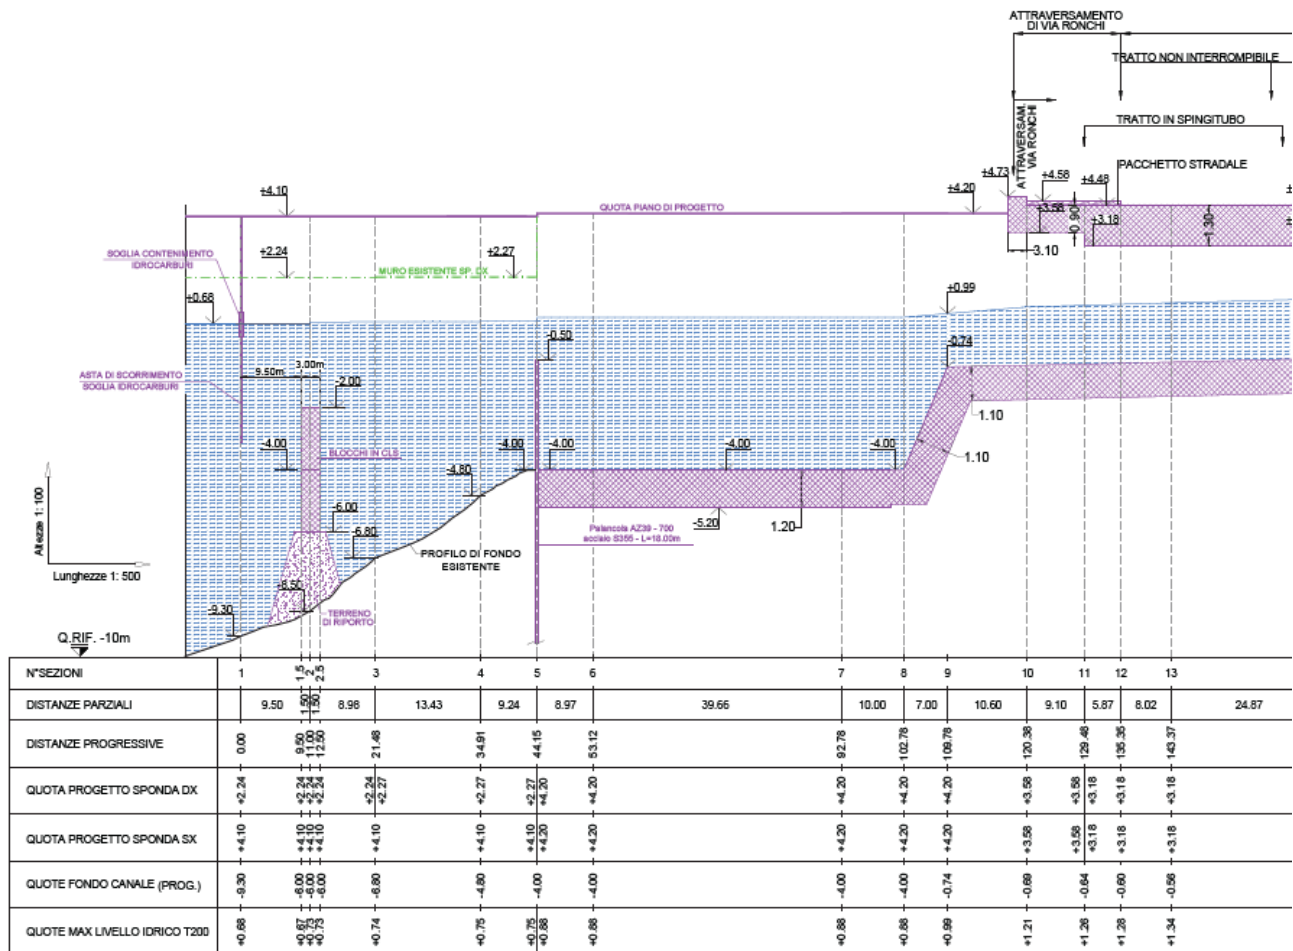 ATTRAVERSAMENTO
DI VIA RONCHI
TRATTO NON INTERROMPIBILE
TRATTO IN SPINGITUBO
ATTRAVERSAM.
VIA RONCHI
PACCHETTO STRADALE
+4.73
+4.58
+4.48
+4.10
+4.20
QUOTA PIANO DI PROGETTO
+3.58
0.90
+3.18
1.30
3.10
SOGLIA CONTENIMENTO
IDROCARBURI
+2.24
+2.27
MURO ESISTENTE SP. DX
+0.68
+0.99
-0.50
-0.74
3.00m
9.50m
ASTA DI SCORRIMENTO
SOGLIA IDROCARBURI
-2.00
1.10
-4.00
BLOCCHI IN CLS
-4.00
-4.00
-4.00
-4.00
1.10
-4.80
-5.20
1.20
-6.00
Palancola AZ39 - 700
acciaio S355 - L=18.00m
-6.80
PROFILO DI FONDO
ESISTENTE
Altezze 1: 100
Lunghezze 1: 500
-8.50
-9.30
TERRENO
DI RIPORTO
Q.RIF. -10m
N°SEZIONI 1 1.5 2 2.5 3 4 5 6 7 8 9 10 11 12 13
DISTANZE PARZIALI 9.50 1.50 1.50 8.98 13.43 9.24 8.97 39.66 10.00 7.00 10.60 9.10 5.87 8.02 24.87
DISTANZE PROGRESSIVE 0.00 9.50 11.00 12.50 21.48 34.91 44.15 53.12 92.78 102.78 109.78 120.38 129.48 135.35 143.37
QUOTA PROGETTO SPONDA DX +2.24 +2.24 +2.24 +2.24 +2.24 +2.27 +2.27 +2.27 +4.20 +4.20 +4.20 +4.20 +4.20 +3.58 +3.58 +3.18 +3.18 +3.18
QUOTA PROGETTO SPONDA SX +4.10 +4.10 +4.10 +4.10 +4.10 +4.10 +4.10 +4.20 +4.20 +4.20 +4.20 +4.20 +3.58 +3.58 +3.18 +3.18 +3.18
QUOTE FONDO CANALE (PROG.) -9.30 -6.00 -6.00 -6.00 -6.80 -4.80 -4.00 -4.00 -4.00 -4.00 -0.74 -0.69 -0.64 -0.60 -0.56
QUOTE MAX LIVELLO IDRICO T200 +0.68 +0.67 +0.73 +0.73 +0.74 +0.75 +0.75 +0.88 +0.88 +0.88 +0.88 +0.99 +1.21 +1.26 +1.28 +1.34